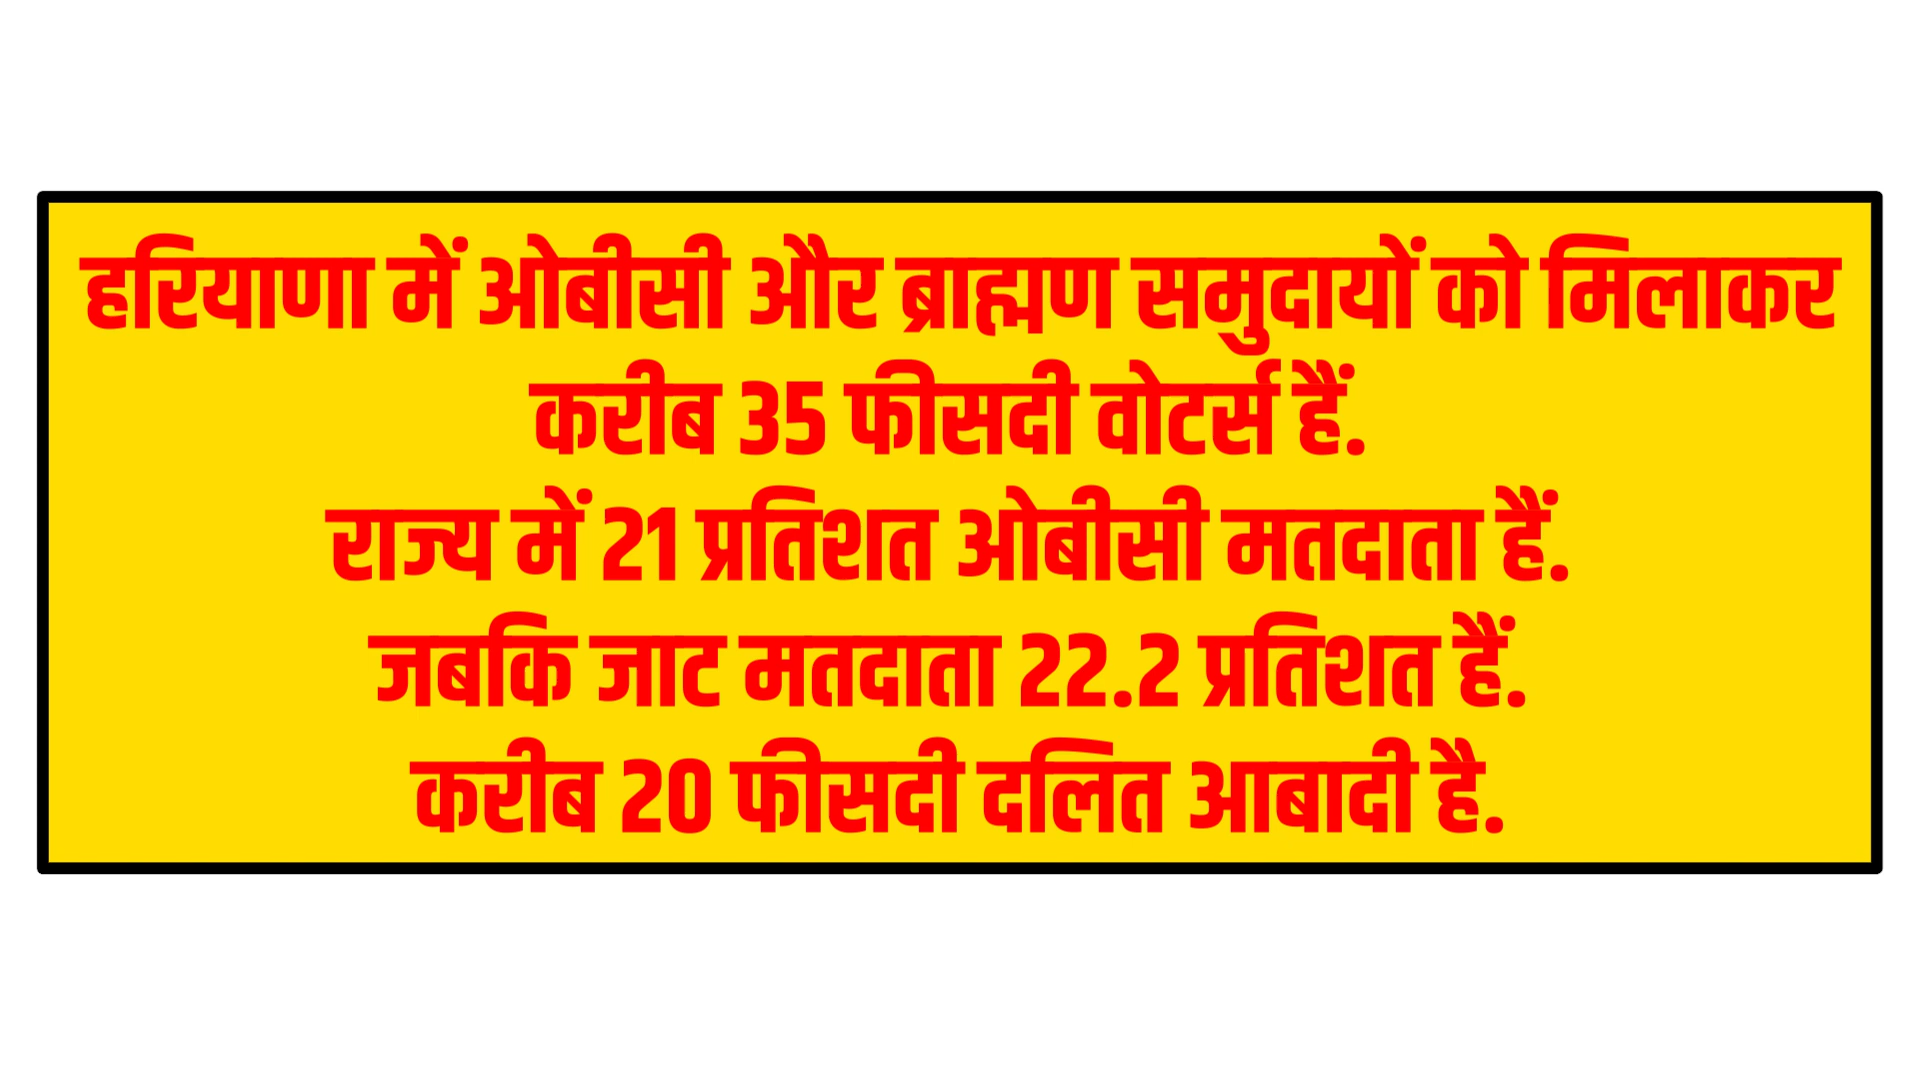 हरियाणा में ओबीसी और ब्राह्मण समुदायों को मिलाकर
करीब 35 फीसदी वोटर्स हैं.
राज्य में 21 प्रतिशत ओबीसी मतदाता हैं.
जबकि जाट मतदाता 22.2 प्रतिशत हैं.
करीब 20 फीसदी दलित आबादी है.